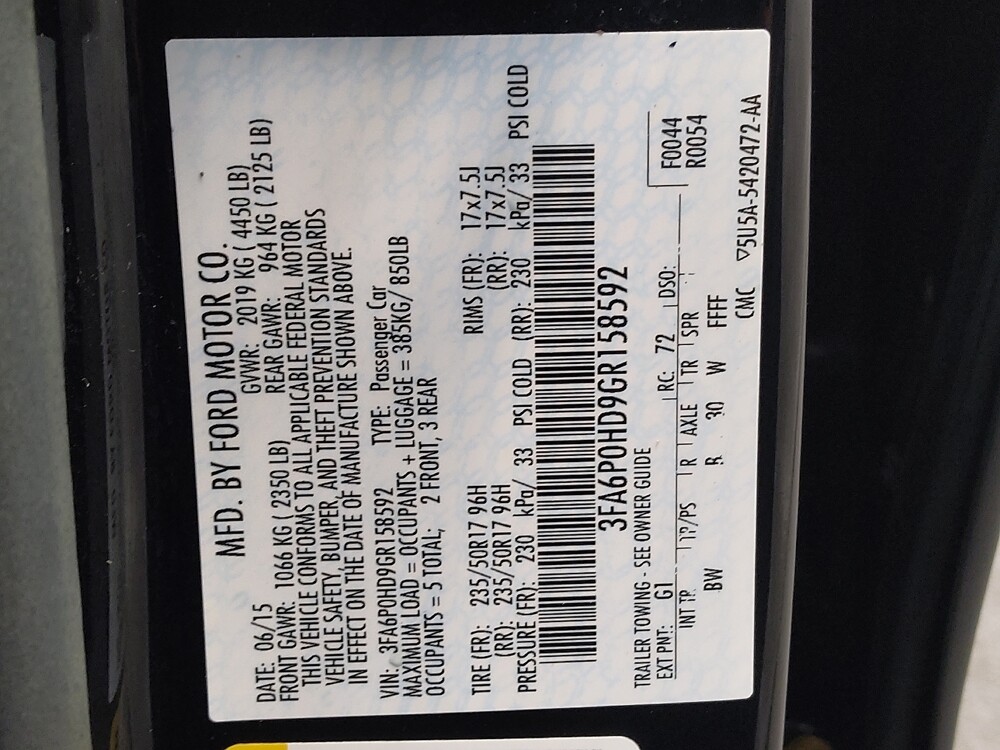 MFD. BY FORD MOTOR CO.
DATE: 06/15 GVWR: 2019 KG ( 4450 LB)
FRONT GAWR: 1066 KG ( 2350 LB) REAR GAWR: 964 KG ( 2125 LB)
THIS VEHICLE CONFORMS TO ALL APPLICABLE FEDERAL MOTOR
VEHICLE SAFETY, BUMPER, AND THEFT PREVENTION STANDARDS
IN EFFECT ON THE DATE OF MANUFACTURE SHOWN ABOVE.
VIN: 3FA6P0HD9GR158592 TYPE: Passenger Car
MAXIMUM LOAD = OCCUPANTS + LUGGAGE = 385KG/ 850LB
OCCUPANTS = 5 TOTAL: 2 FRONT, 3 REAR
TIRE (FR): 235/50R17 96H RIMS (FR): 17x7.5J
(RR): 235/50R17 96H (RR): 17x7.5J
PRESSURE (FR): 230 kPa/ 33 PSI COLD (RR): 230 kPa/ 33 PSI COLD
3FA6P0HD9GR158592
TRAILER TOWING - SEE OWNER GUIDE
EXT PNT: G1 RC: 72 DSO:
F0044
R0054
INT TR TP/PS R AXLE TR SPR
BW B 30 W FFFF
CMC ▽5U5A-5420472-AA